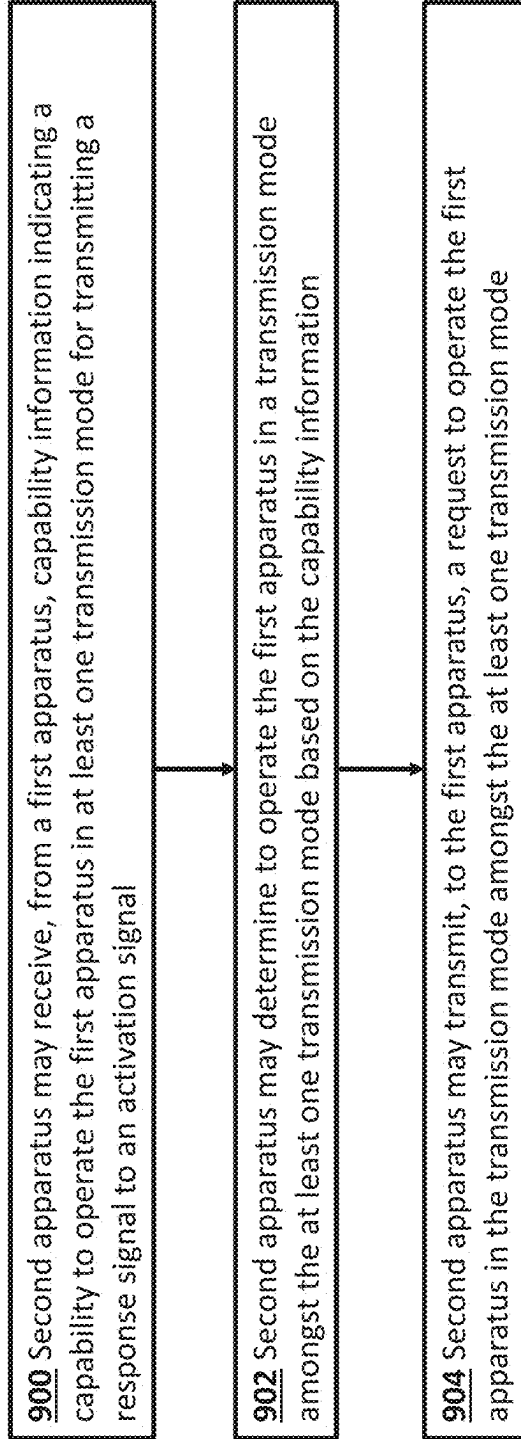 900 Second apparatus may receive, from a first apparatus, capability information indicating a
capability to operate the first apparatus in at least one transmission mode for transmitting a
response signal to an activation signal
902 Second apparatus may determine to operate the first apparatus in a transmission mode
amongst the at least one transmission mode based on the capability information
904 Second apparatus may transmit, to the first apparatus, a request to operate the first
apparatus in the transmission mode amongst the at least one transmission mode